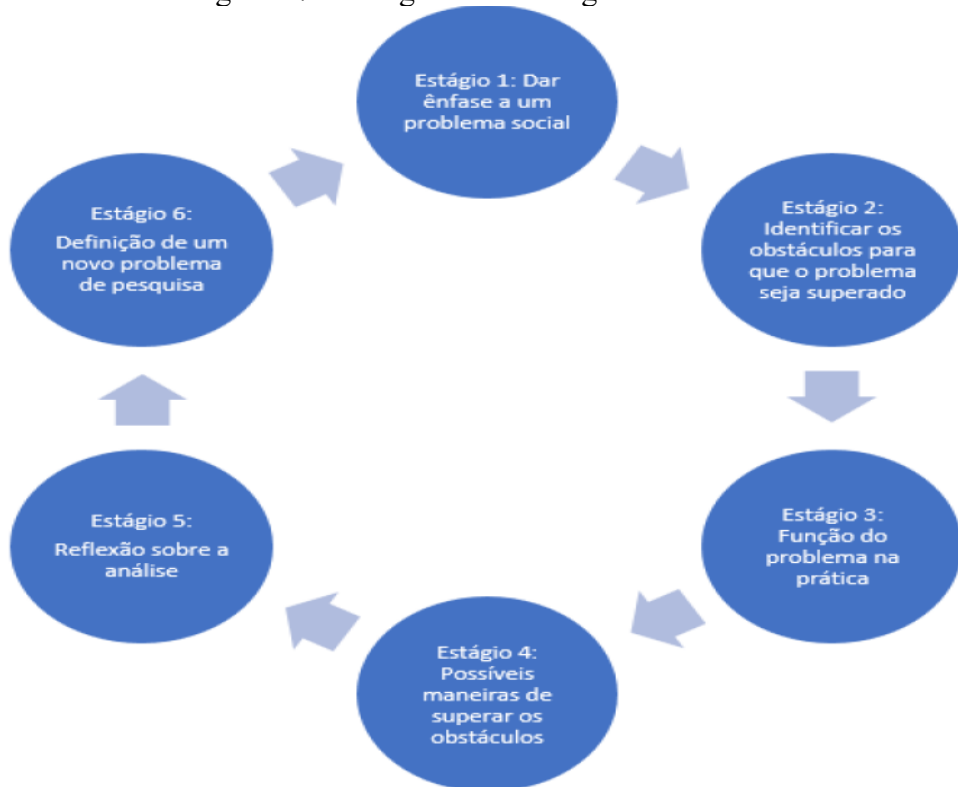 Estágio 1: Dar
ênfase a um
problema social
Estágio 2:
Identificar os
obstáculos para
que o problema
seja superado
Estágio 3:
Função do
problema na
prática
Estágio 4:
Possíveis
maneiras de
superar os
obstáculos
Estágio 5:
Reflexão sobre a
análise
Estágio 6:
Definição de um
novo problema
de pesquisa